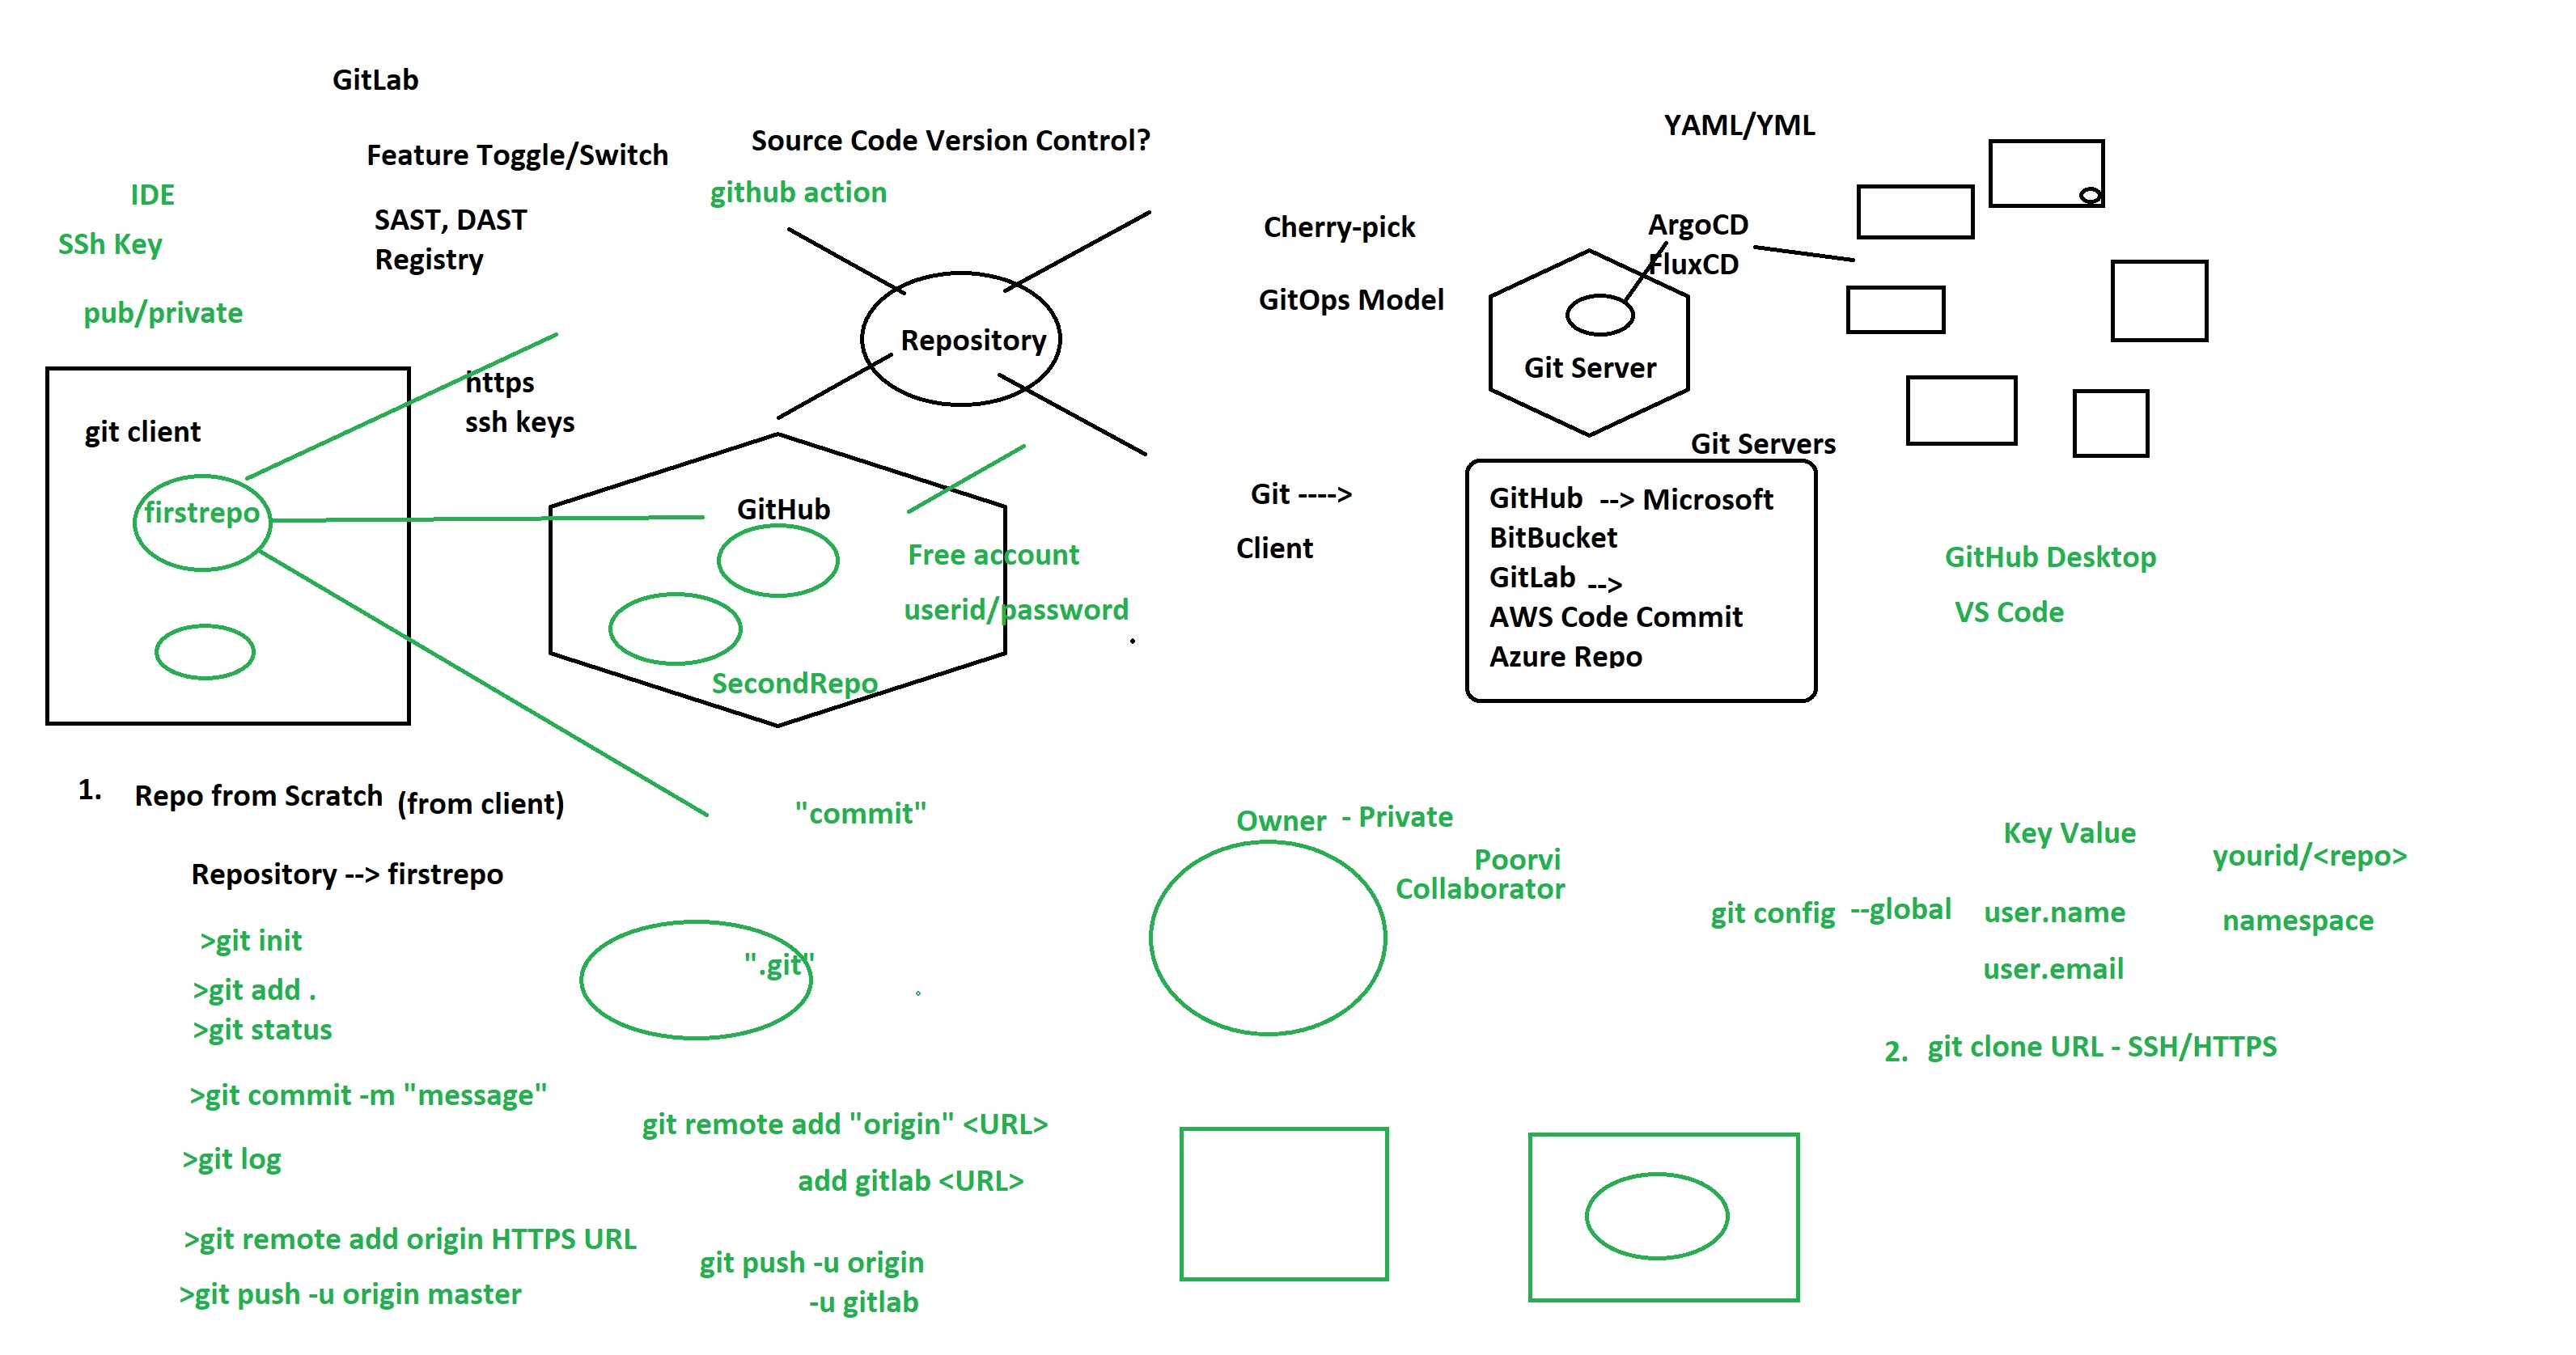 GitLab
YAML/YML
Source Code Version Control?
Feature Toggle/Switch
github action
IDE
SAST, DAST
Registry
SSh Key
Cherry-pick
ArgoCD
FluxCD
GitOps Model
pub/private
Repository
Git Server
https
ssh keys
git client
Git Servers
firstrepo
GitHub
Git ---->
Client
GitHub --> Microsoft
BitBucket
GitLab -->
AWS Code Commit
Azure Repo
Free account
userid/password
GitHub Desktop
VS Code
SecondRepo
1. Repo from Scratch (from client)
"commit"
Owner - Private
Poorvi
Collaborator
Key Value
yourid/<repo>
Repository --> firstrepo
git config --global user.name
namespace
user.email
>git init
".git"
>git add .
>git status
2. git clone URL - SSH/HTTPS
>git commit -m "message"
git remote add "origin" <URL>
>git log
add gitlab <URL>
>git remote add origin HTTPS URL
git push -u origin
-u gitlab
>git push -u origin master